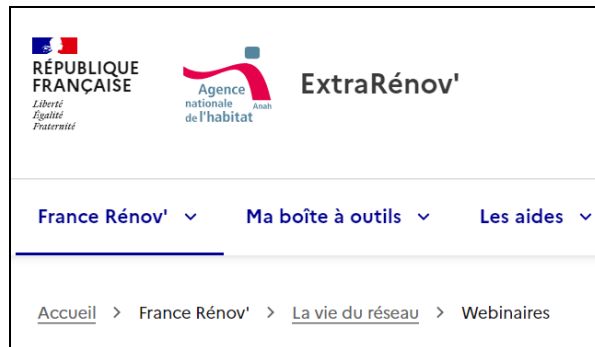 RÉPUBLIQUE
FRANÇAISE
Liberté
Égalité
Fraternité
Agence
nationale
de l'habitat
Anah
ExtraRénov'
France Rénov' Ma boîte à outils Les aides
Accueil > France Rénov' > La vie du réseau > Webinaires